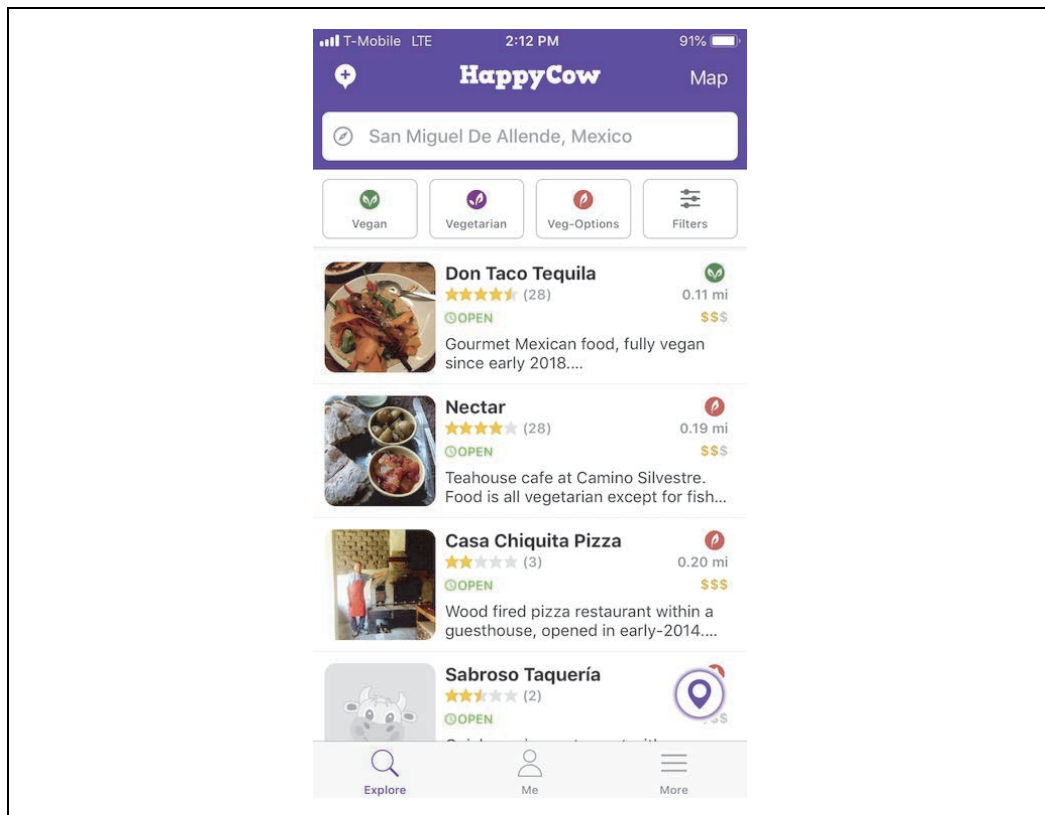 T-Mobile LTE 2:12 PM 91%
HappyCow Map
San Miguel De Allende, Mexico
Vegan Vegetarian Veg-Options Filters
Don Taco Tequila
(28) 0.11 mi
OPEN $$$
Gourmet Mexican food, fully vegan
since early 2018....
Nectar
(28) 0.19 mi
OPEN $$$
Teahouse cafe at Camino Silvestre.
Food is all vegetarian except for fish...
Casa Chiquita Pizza
(3) 0.20 mi
OPEN $$$
Wood fired pizza restaurant within a
guesthouse, opened in early-2014....
Sabroso Taquería
(2)
OPEN
Explore Me More